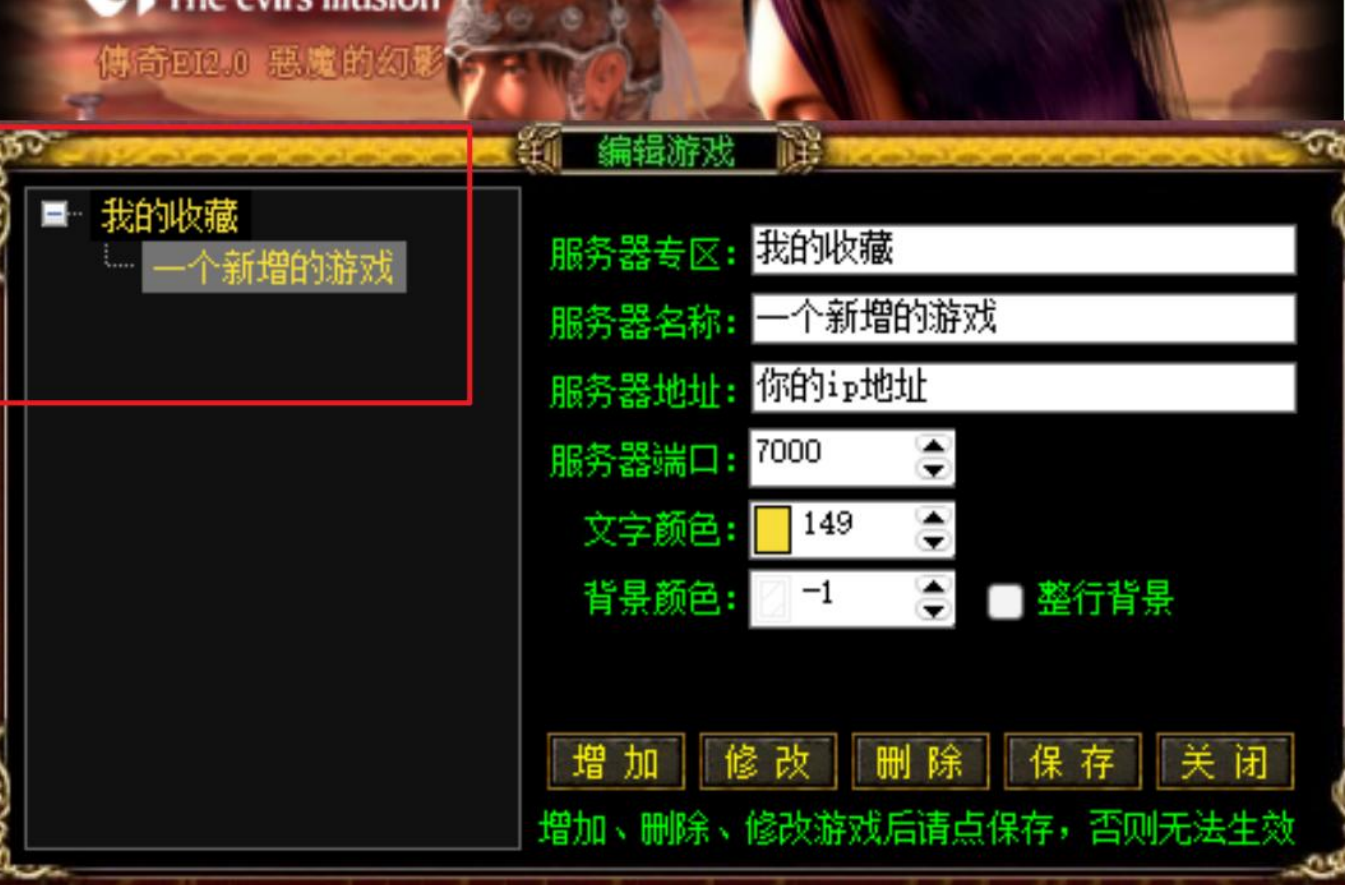 The evil's illusion
傳奇EI2.0 惡魔的幻影
编辑游戏
我的收藏
一个新增的游戏
服务器专区：我的收藏
服务器名称：一个新增的游戏
服务器地址：你的ip地址
服务器端口：7000
文字颜色：149
背景颜色：-1 整行背景
增加 修改 删除 保存 关闭
增加、删除、修改游戏后请点保存，否则无法生效